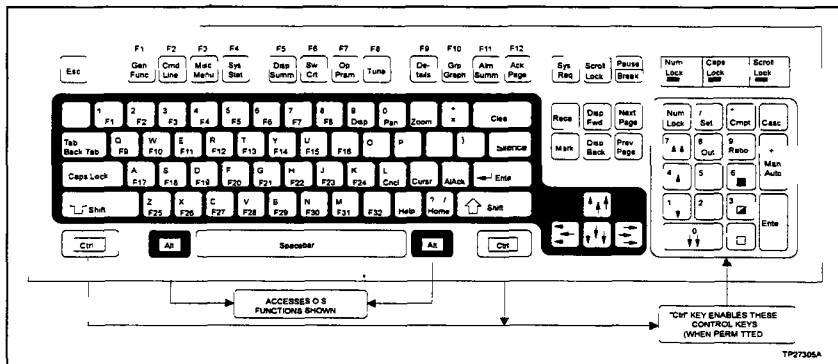 F1 F2 F3 F4 F5 F6 F7 F8 F9 F10 F11 F12
Esc Gen Func Cmd Line Misc Menu Sys Stat Disp Summ Sw Crt Op Pram Tune De- tails Grp Graph Alm Summ Ack Page Sys Req Scroll Lock Pause Break Num Lock Caps Lock Scroll Lock
1 F1 2 F2 3 F3 4 F4 5 F5 6 F6 7 F7 8 F8 9 Disp 0 Pan Zoom + Clea Reca Disp Fwd Next Page Num Lock / Set * Cmpt Casc
Tab Back Tab Q F9 W F10 E F11 R F12 T F13 Y F14 U F15 F16 O P } Silence Mark Disp Back Prev Page 7 8 Out 9 Rabo + Man Auto
Caps Lock A F17 S F18 D F19 F F20 G F21 H F22 J F23 K F24 L Cncl Cursr AlAck Ente 4 5 6
Shift Z F25 X F26 C F27 V F28 B F29 N F30 M F31 F32 Help ? / Home Shift 1 2 3 Ente
Ctrl Alt Spacebar Alt Ctrl 0
ACCESSES O S
FUNCTIONS SHOWN
"Ctrl" KEY ENABLES THESE
CONTROL KEYS
(WHEN PERM TTED
TP27305A